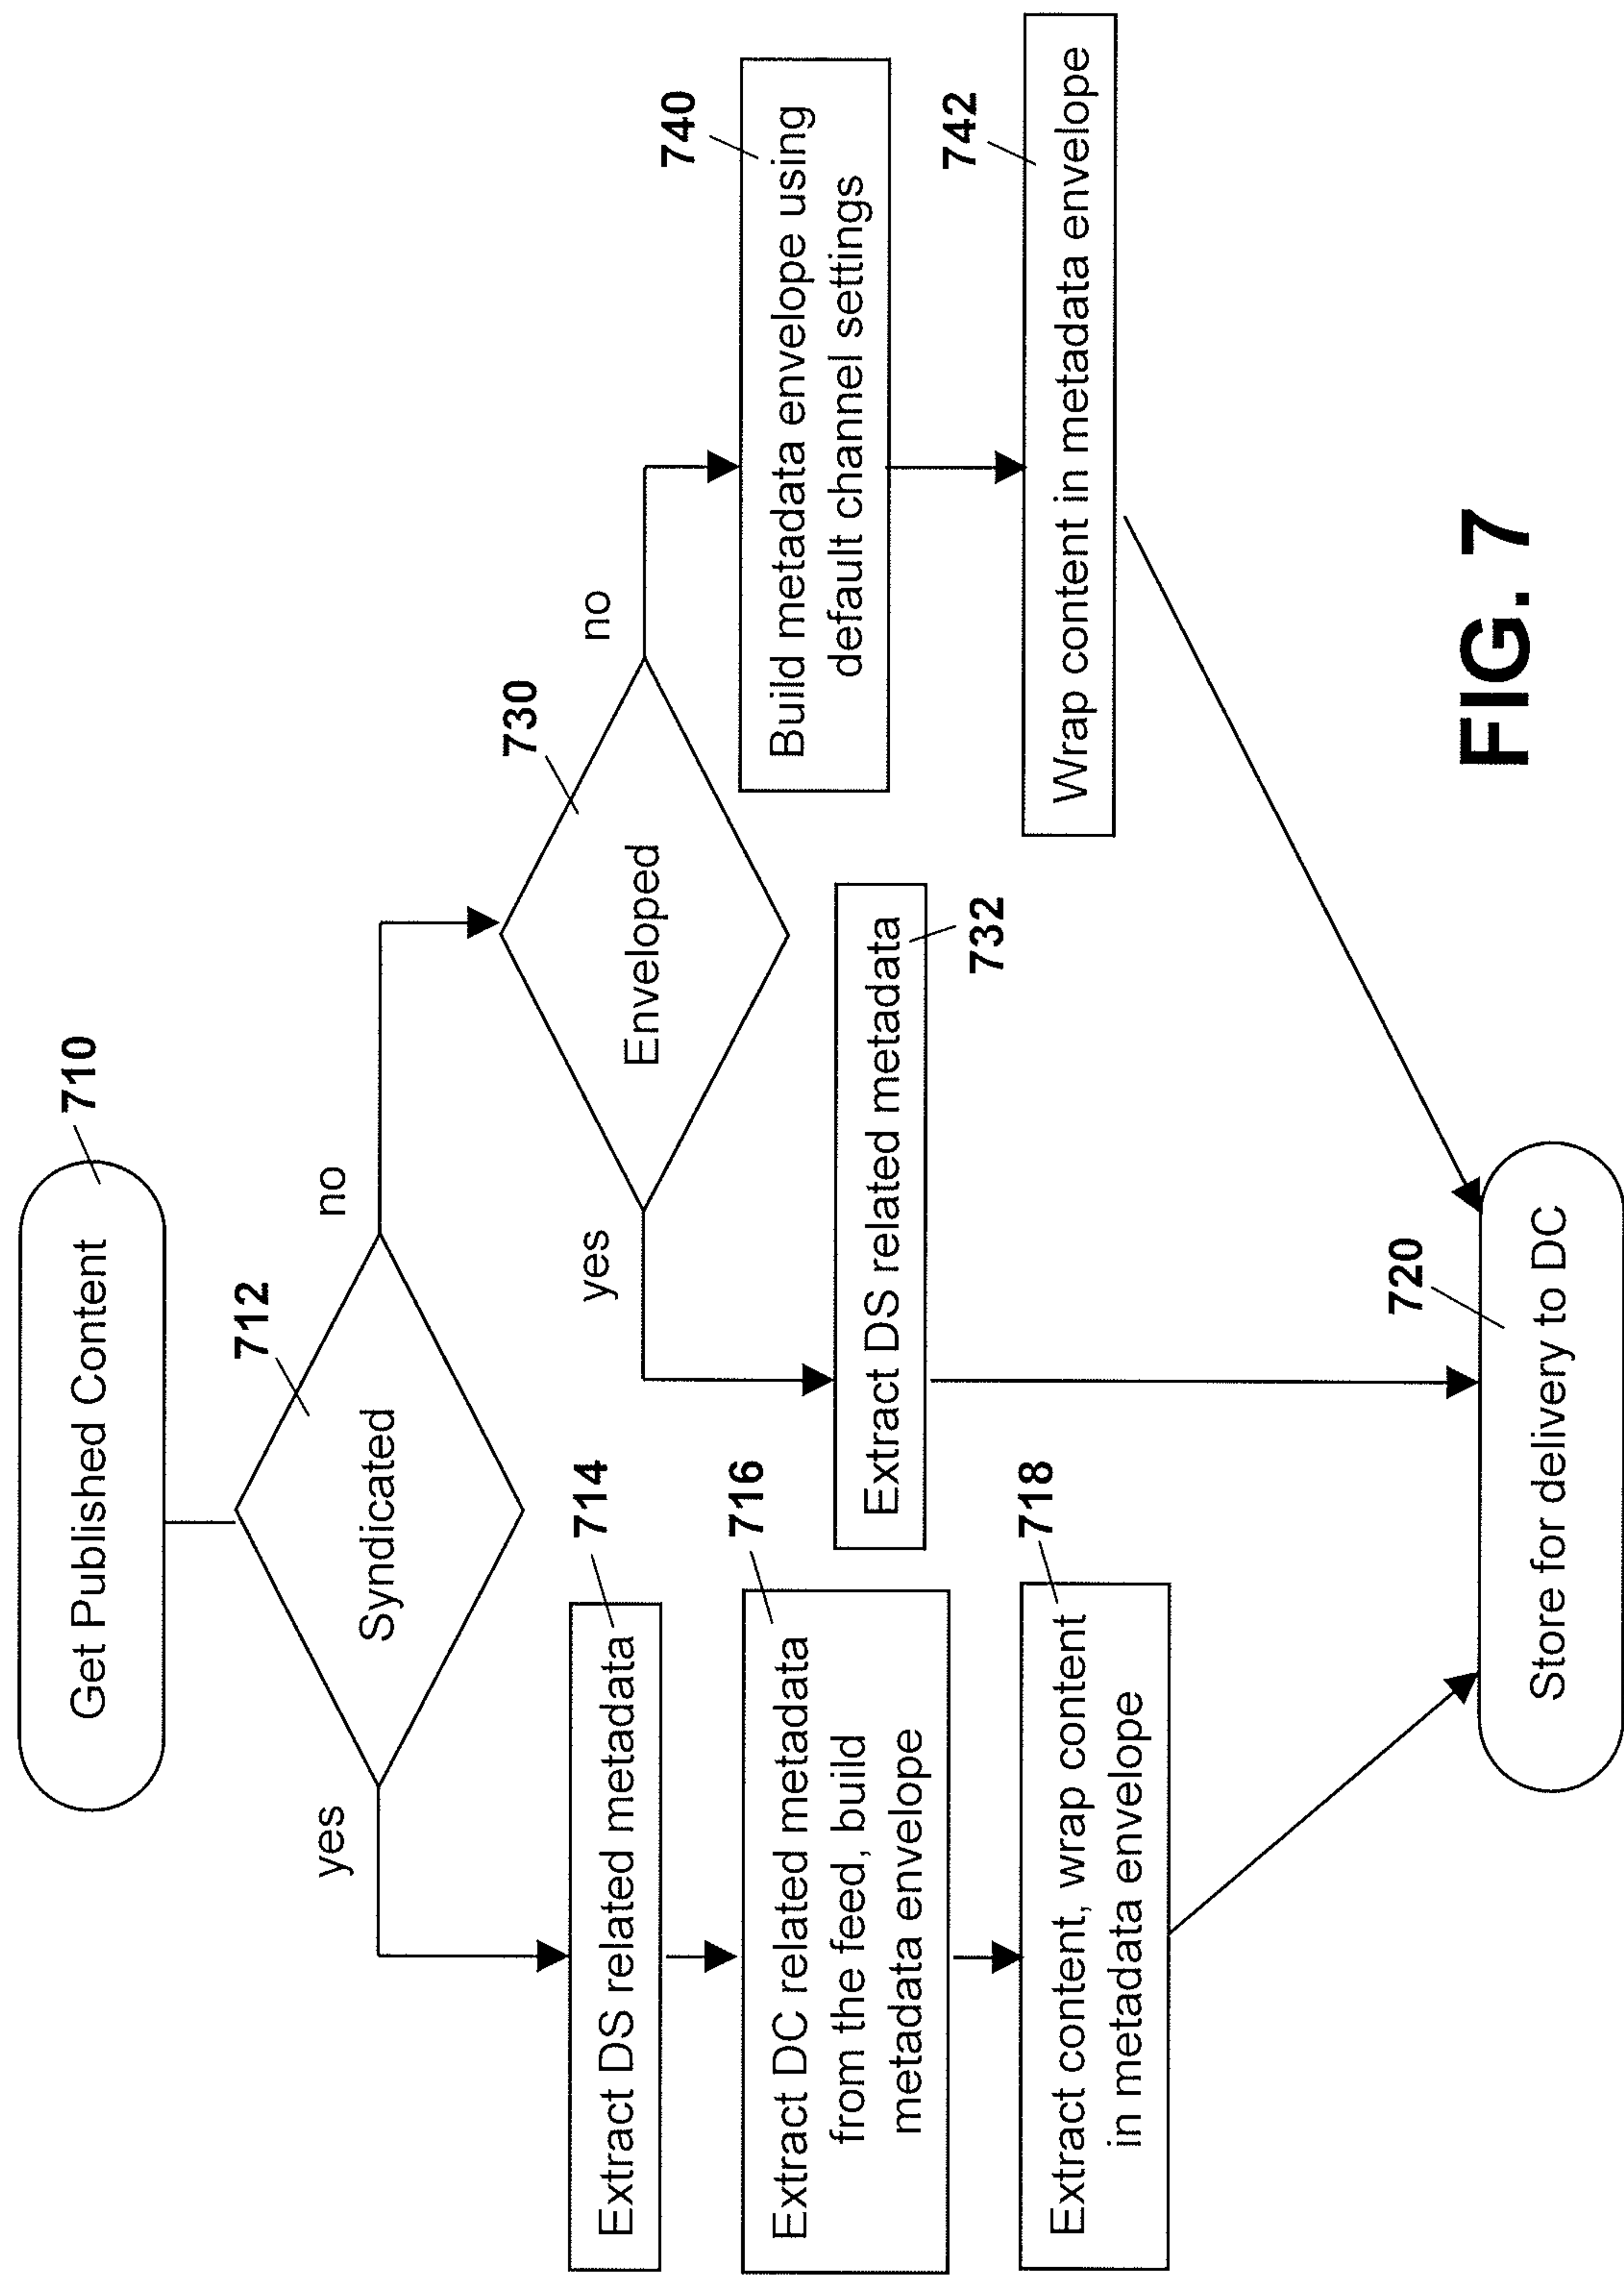 Get Published Content
710
712
Syndicated
yes
no
730
Enveloped
yes
no
714
Extract DS related metadata
716
Extract DC related metadata
from the feed, build
metadata envelope
718
Extract content, wrap content
in metadata envelope
Extract DS related metadata
732
740
Build metadata envelope using
default channel settings
742
Wrap content in metadata envelope
720
Store for delivery to DC
FIG. 7